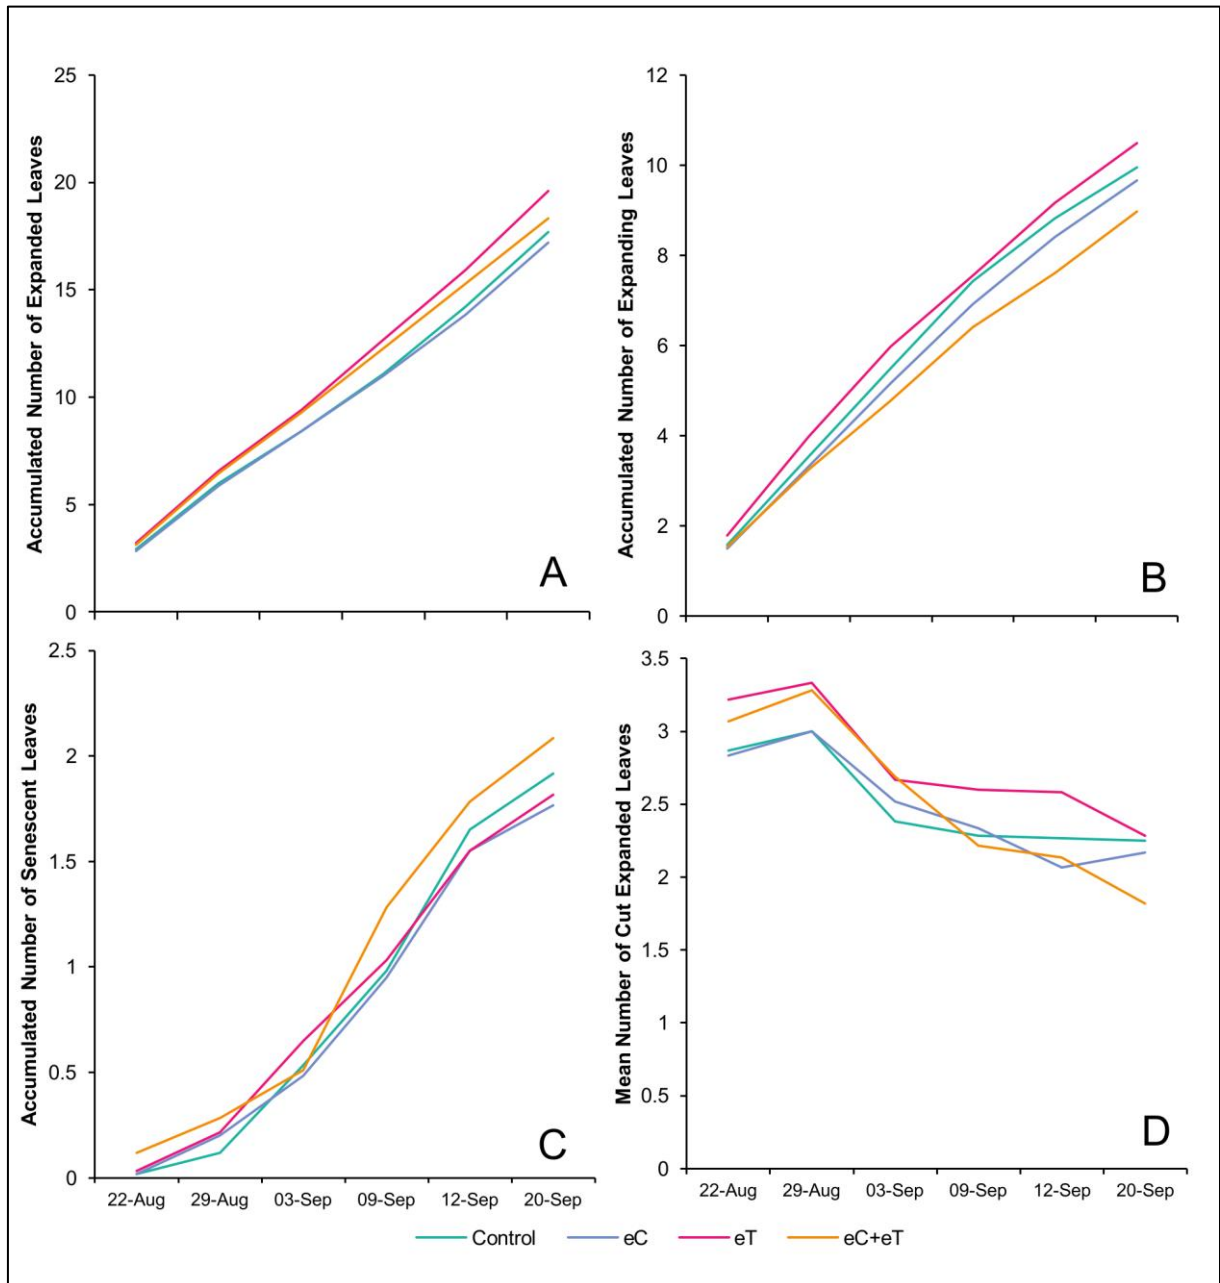 Accumulated Number of Expanded Leaves
25
20
15
10
5
0
A
Accumulated Number of Expanding Leaves
12
10
8
6
4
2
0
B
Accumulated Number of Senescent Leaves
2.5
2
1.5
1
0.5
0
C
22-Aug 29-Aug 03-Sep 09-Sep 12-Sep 20-Sep
Mean Number of Cut Expanded Leaves
3.5
3
2.5
2
1.5
1
0.5
0
D
22-Aug 29-Aug 03-Sep 09-Sep 12-Sep 20-Sep
Control eC eT eC+eT